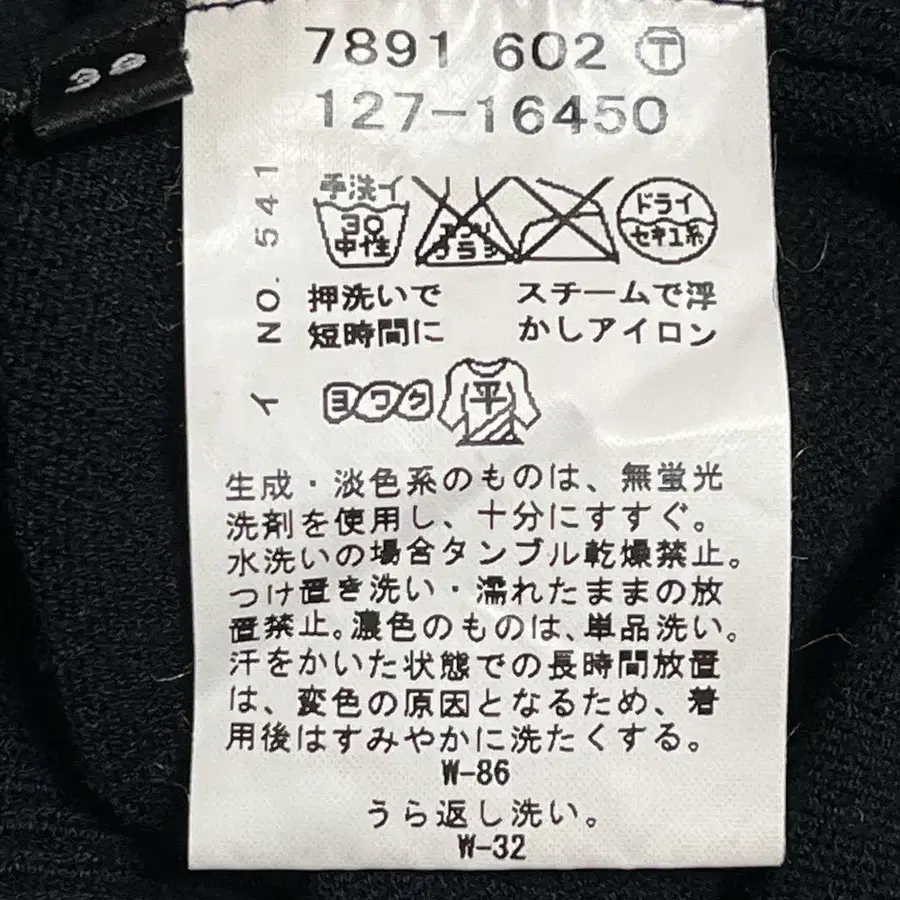 38
7891 602 Ⓣ
127-16450
イ NO. 541
手洗イ
30
中性
エンソ
サラシ
ドライ
セキユ系
押洗いで
短時間に
スチームで浮
かしアイロン
ヨワク
平
生成・淡色系のものは、無蛍光
洗剤を使用し、十分にすすぐ。
水洗いの場合タンブル乾燥禁止。
つけ置き洗い・濡れたままの放
置禁止。濃色のものは、単品洗い。
汗をかいた状態での長時間放置
は、変色の原因となるため、着
用後はすみやかに洗たくする。
W-86
うら返し洗い。
W-32